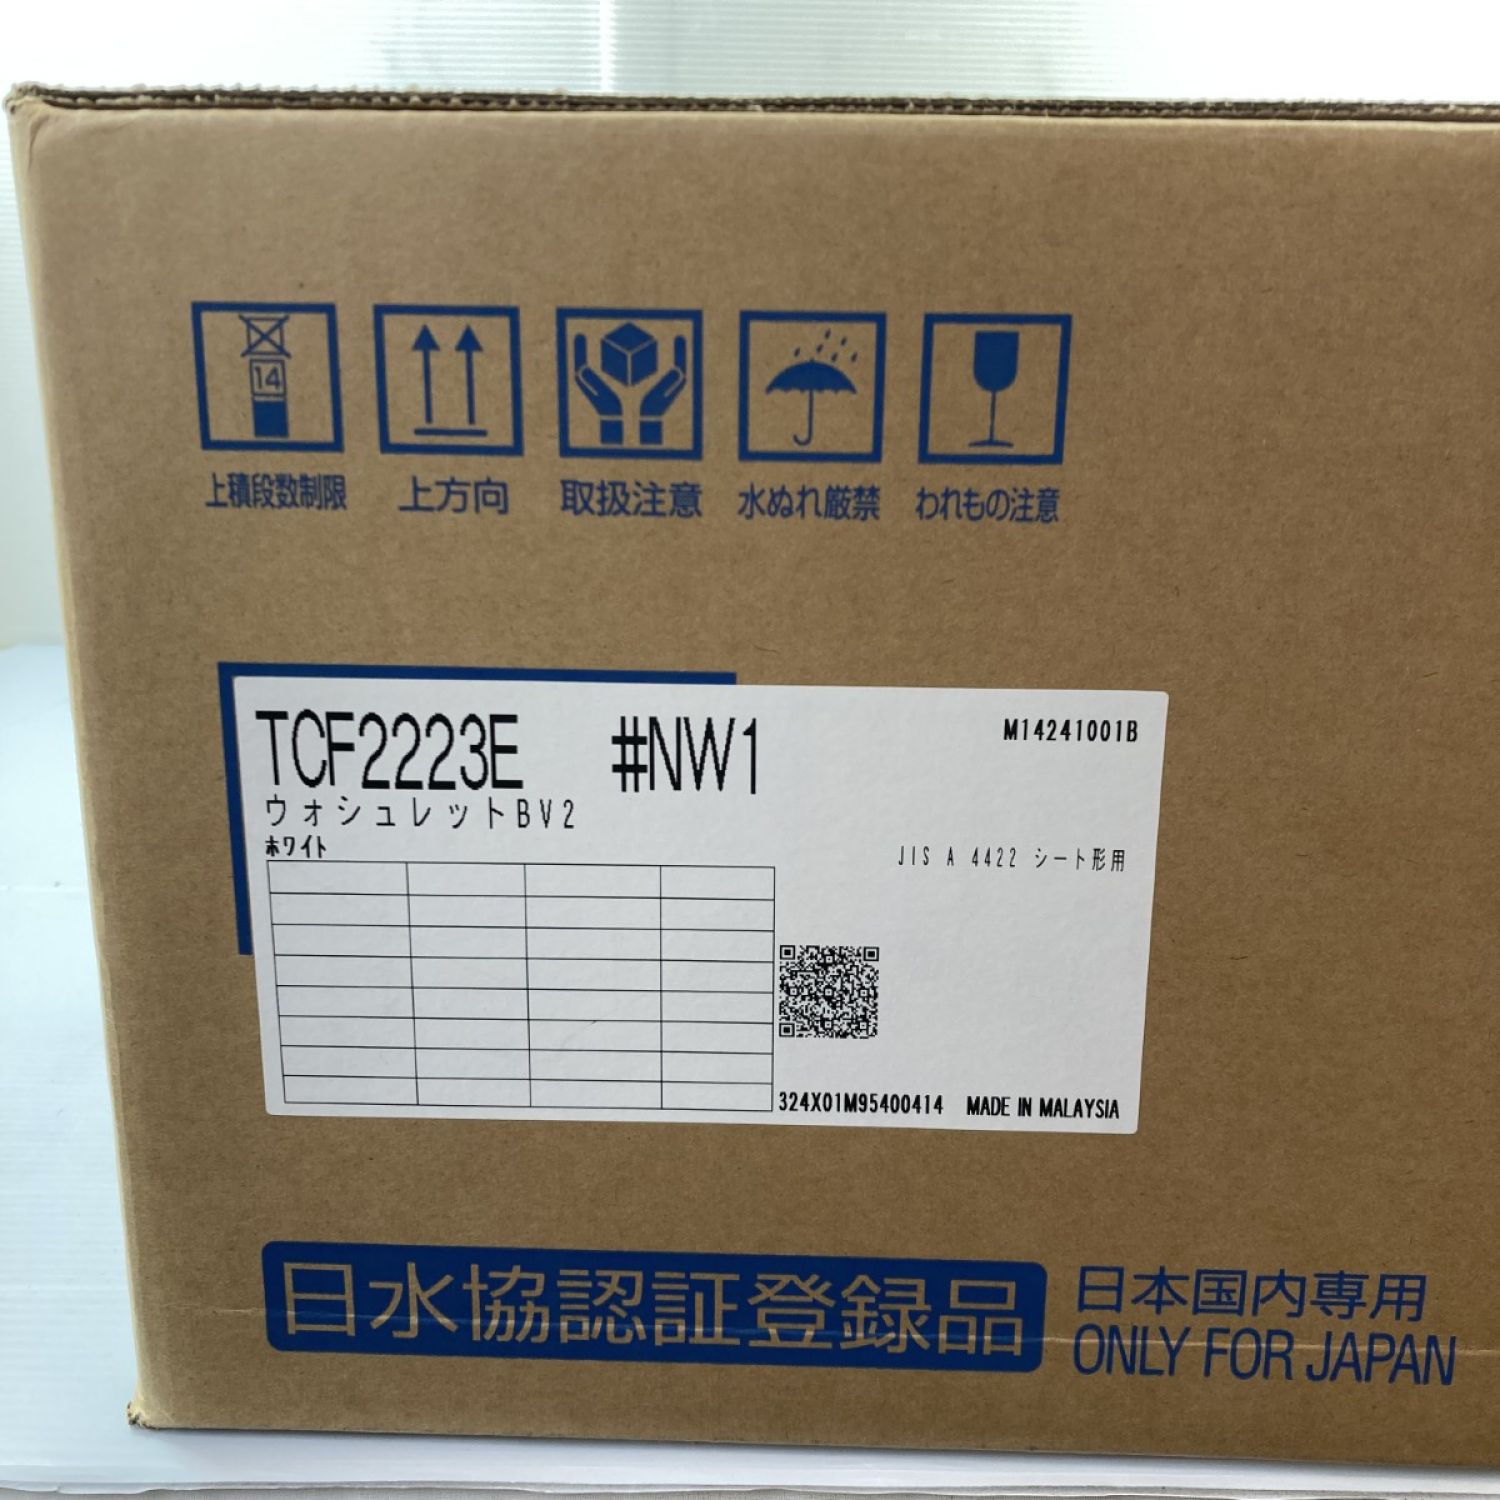 14
上積段数制限 上方向 取扱注意 水ぬれ厳禁 われもの注意
TCF2223E #NW1 M14241001B
ウォシュレットBV2
ホワイト
JIS A 4422 シート形用
324X01M95400414 MADE IN MALAYSIA
日水協認証登録品
日本国内専用
ONLY FOR JAPAN